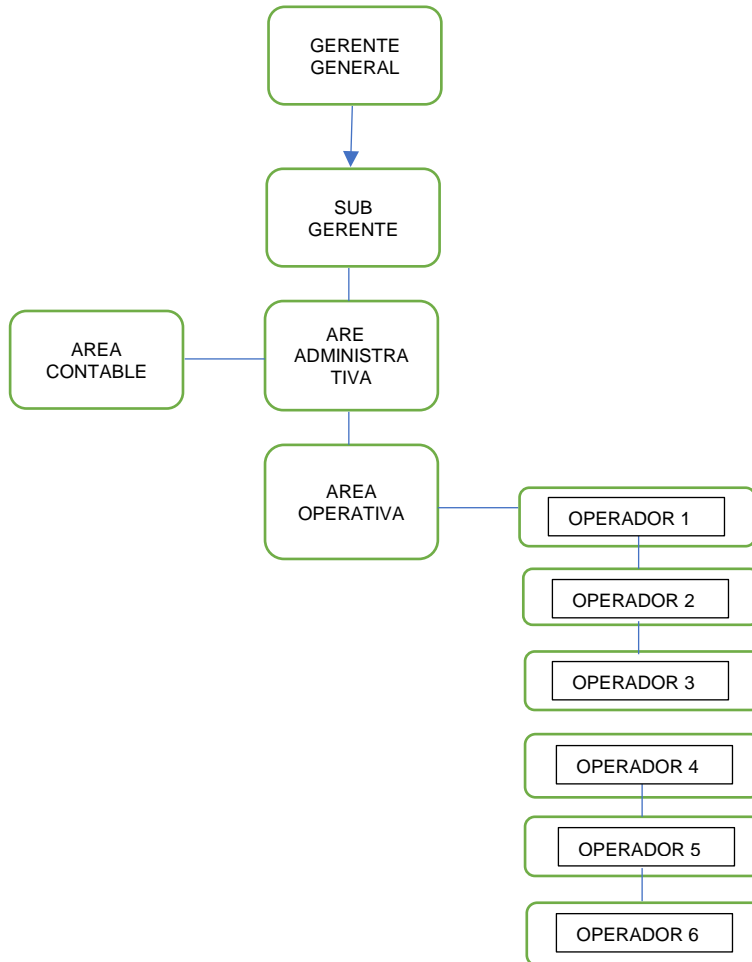 GERENTE
GENERAL
SUB
GERENTE
AREA
CONTABLE
ARE
ADMINISTRA
TIVA
AREA
OPERATIVA
OPERADOR 1
OPERADOR 2
OPERADOR 3
OPERADOR 4
OPERADOR 5
OPERADOR 6